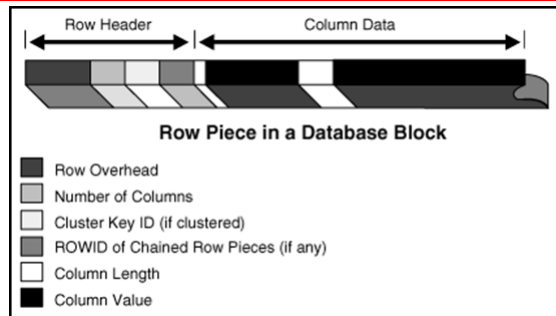 Row Header
Column Data
Row Piece in a Database Block
Row Overhead
Number of Columns
Cluster Key ID (if clustered)
ROWID of Chained Row Pieces (if any)
Column Length
Column Value